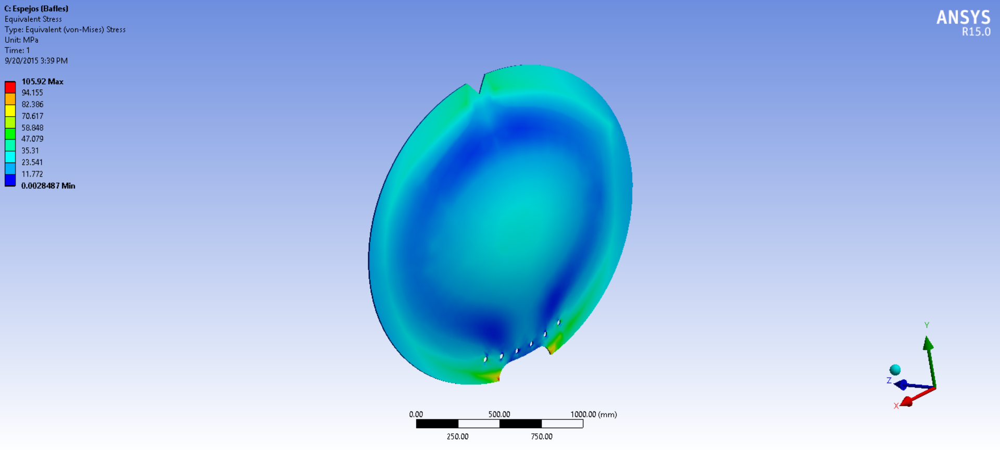 C: Espejos (Bafles)
Equivalent Stress
Type: Equivalent (von-Mises) Stress
Unit: MPa
Time: 1
9/20/2015 3:39 PM
105.92 Max
94.155
82.386
70.617
58.848
47.079
35.31
23.541
11.772
0.0028487 Min
ANSYS
R15.0
0.00 500.00 1000.00 (mm)
250.00 750.00
Y
Z
X